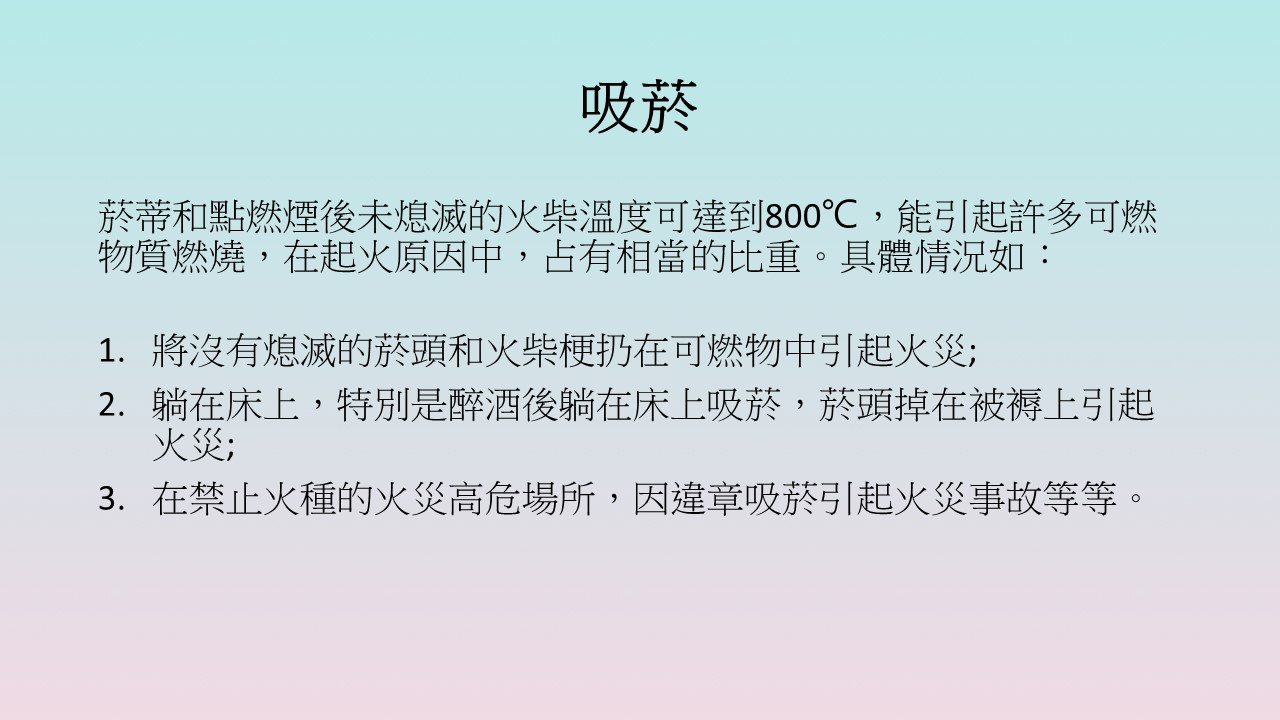 吸菸
菸蒂和點燃煙後未熄滅的火柴溫度可達到800℃，能引起許多可燃
物質燃燒，在起火原因中，占有相當的比重。具體情況如：
1. 將沒有熄滅的菸頭和火柴梗扔在可燃物中引起火災;
2. 躺在床上，特別是醉酒後躺在床上吸菸，菸頭掉在被褥上引起
火災;
3. 在禁止火種的火災高危場所，因違章吸菸引起火災事故等等。